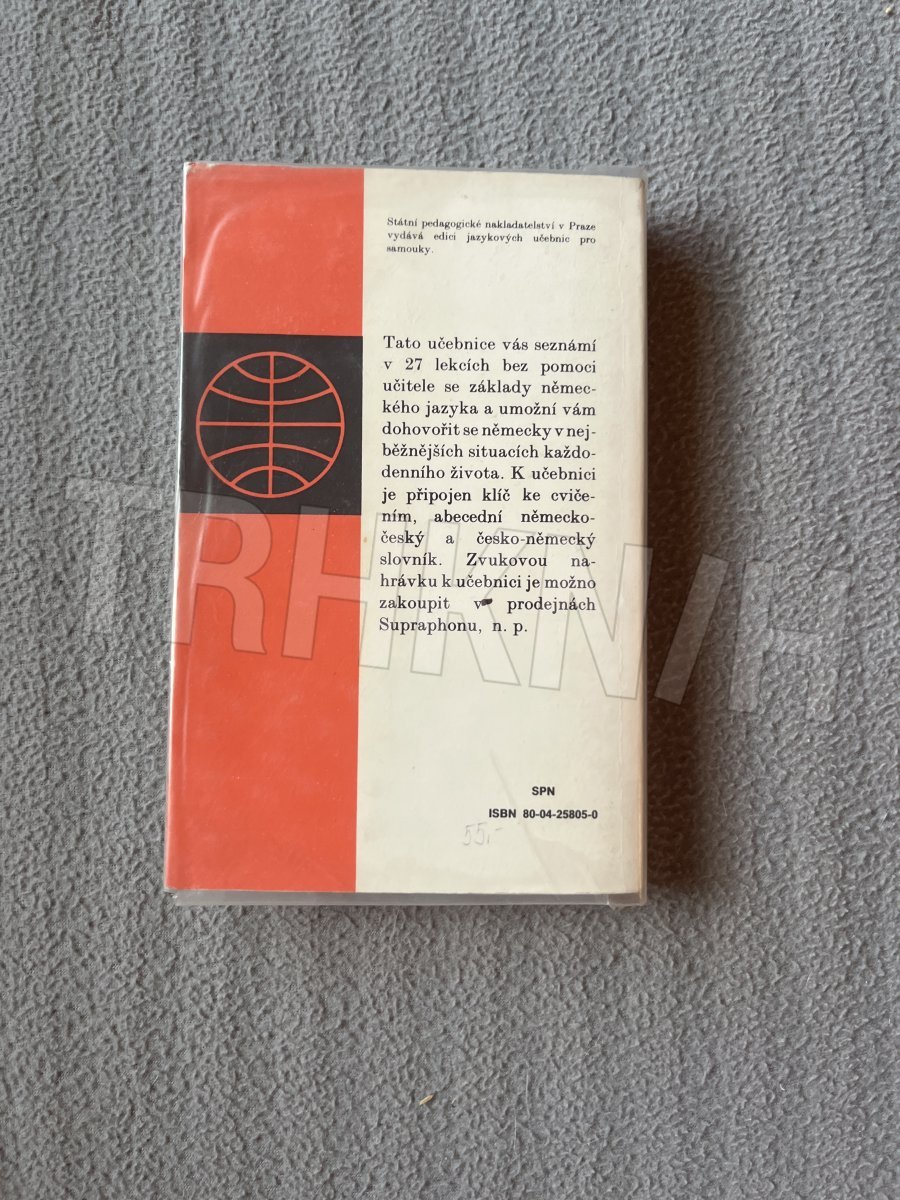 Státní pedagogické nakladatelství v Praze
vydává edici jazykových učebnic pro
samouky.
Tato učebnice vás seznámí
v 27 lekcích bez pomoci
učitele se základy němec-
kého jazyka a umožní vám
dohovořit se německy v nej-
běžnějších situacích každo-
denního života. K učebnici
je připojen klíč ke cviče-
ním, abecední německo-
český a česko-německý
slovník. Zvukovou na-
hrávku k učebnici je možno
zakoupit v prodejnách
Supraphonu, n. p.
TRHKNIH
SPN
ISBN 80-04-25805-0
55,-